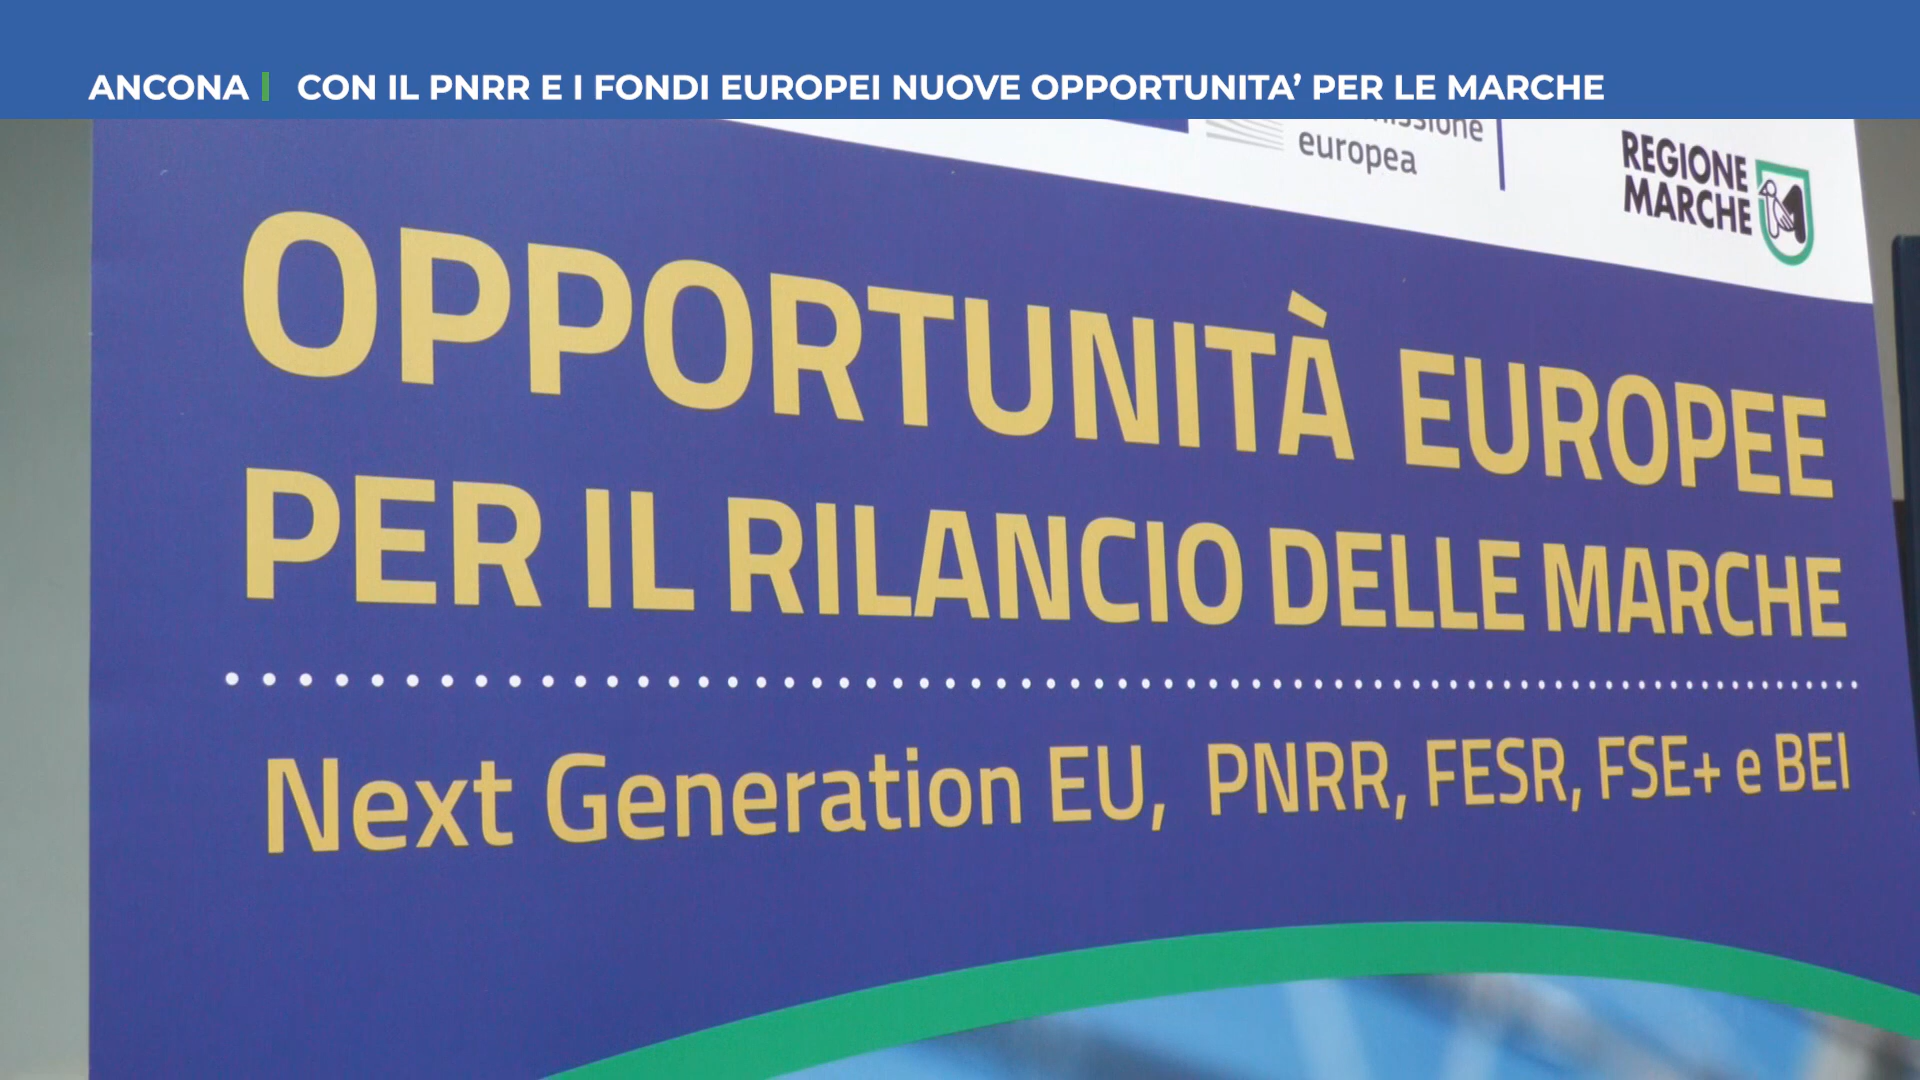 ANCONA CON IL PNRR E I FONDI EUROPEI NUOVE OPPORTUNITA’ PER LE MARCHE
europea
REGIONE
MARCHE
OPPORTUNITÀ EUROPEE
PER IL RILANCIO DELLE MARCHE
Next Generation EU, PNRR, FESR, FSE+ e BEI